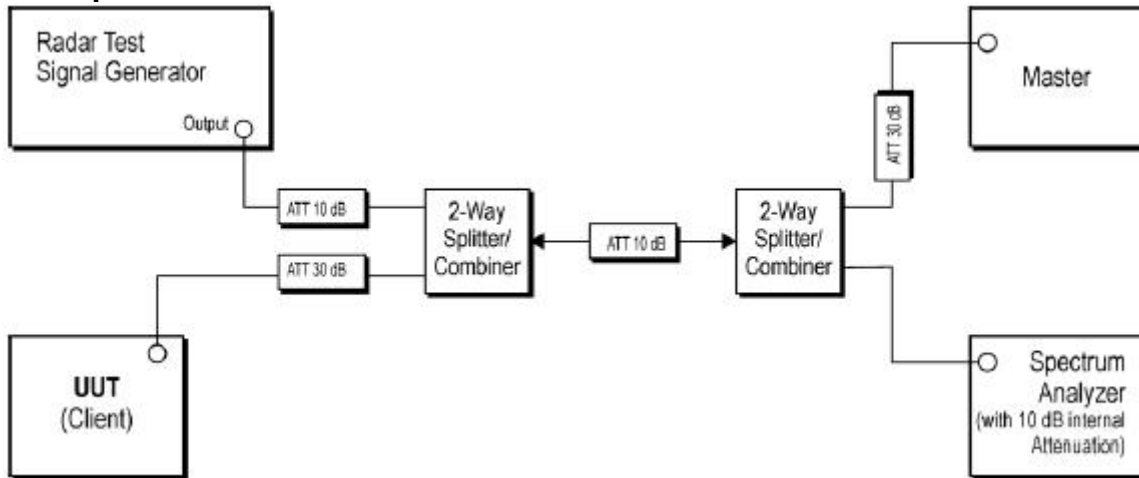 Radar Test
Signal Generator
Output
ATT 10 dB
ATT 30 dB
2-Way
Splitter/
Combiner
ATT 10 dB
2-Way
Splitter/
Combiner
ATT 30 dB
Master
UUT
(Client)
Spectrum
Analyzer
(with 10 dB internal
Attenuation)